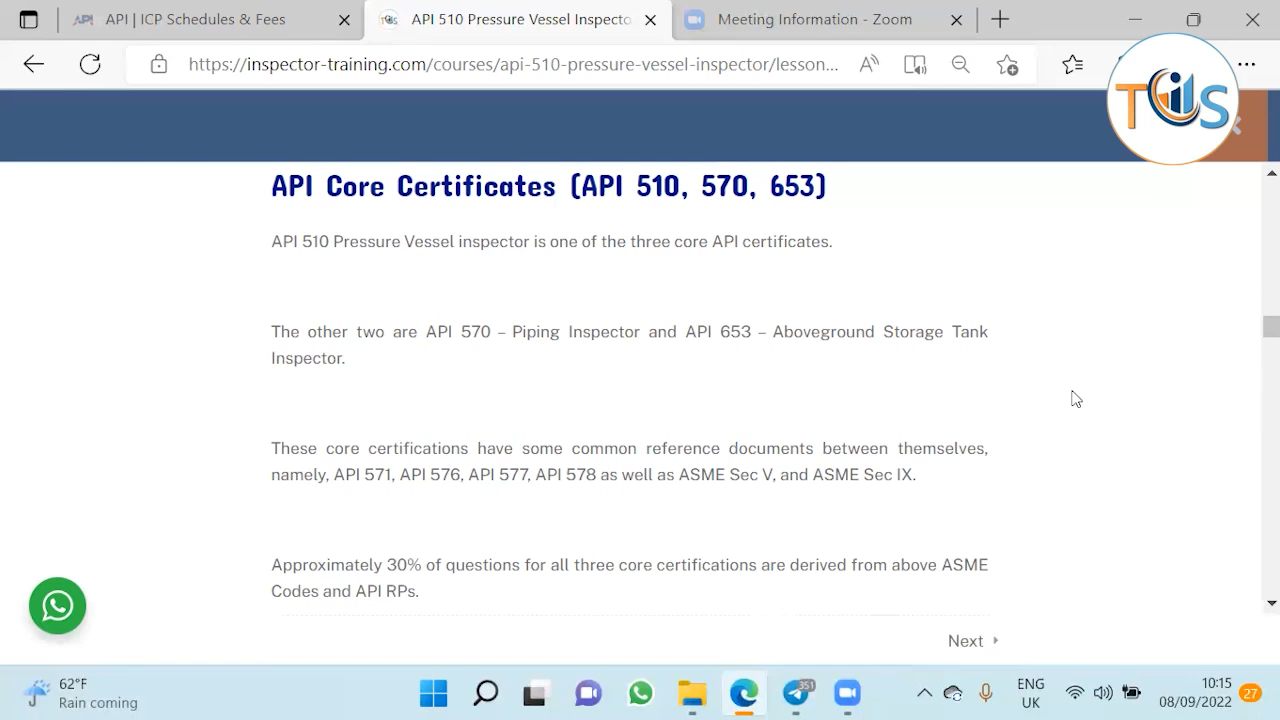 API | ICP Schedules & Fees
API 510 Pressure Vessel Inspecto
Meeting Information - Zoom
https://inspector-training.com/courses/api-510-pressure-vessel-inspector/lesson...
TUS
API Core Certificates (API 510, 570, 653)
API 510 Pressure Vessel inspector is one of the three core API certificates.
The other two are API 570 – Piping Inspector and API 653 – Aboveground Storage Tank
Inspector.
These core certifications have some common reference documents between themselves,
namely, API 571, API 576, API 577, API 578 as well as ASME Sec V, and ASME Sec IX.
Approximately 30% of questions for all three core certifications are derived from above ASME
Codes and API RPs.
Next
62°F
Rain coming
351
ENG
UK
10:15
08/09/2022
27